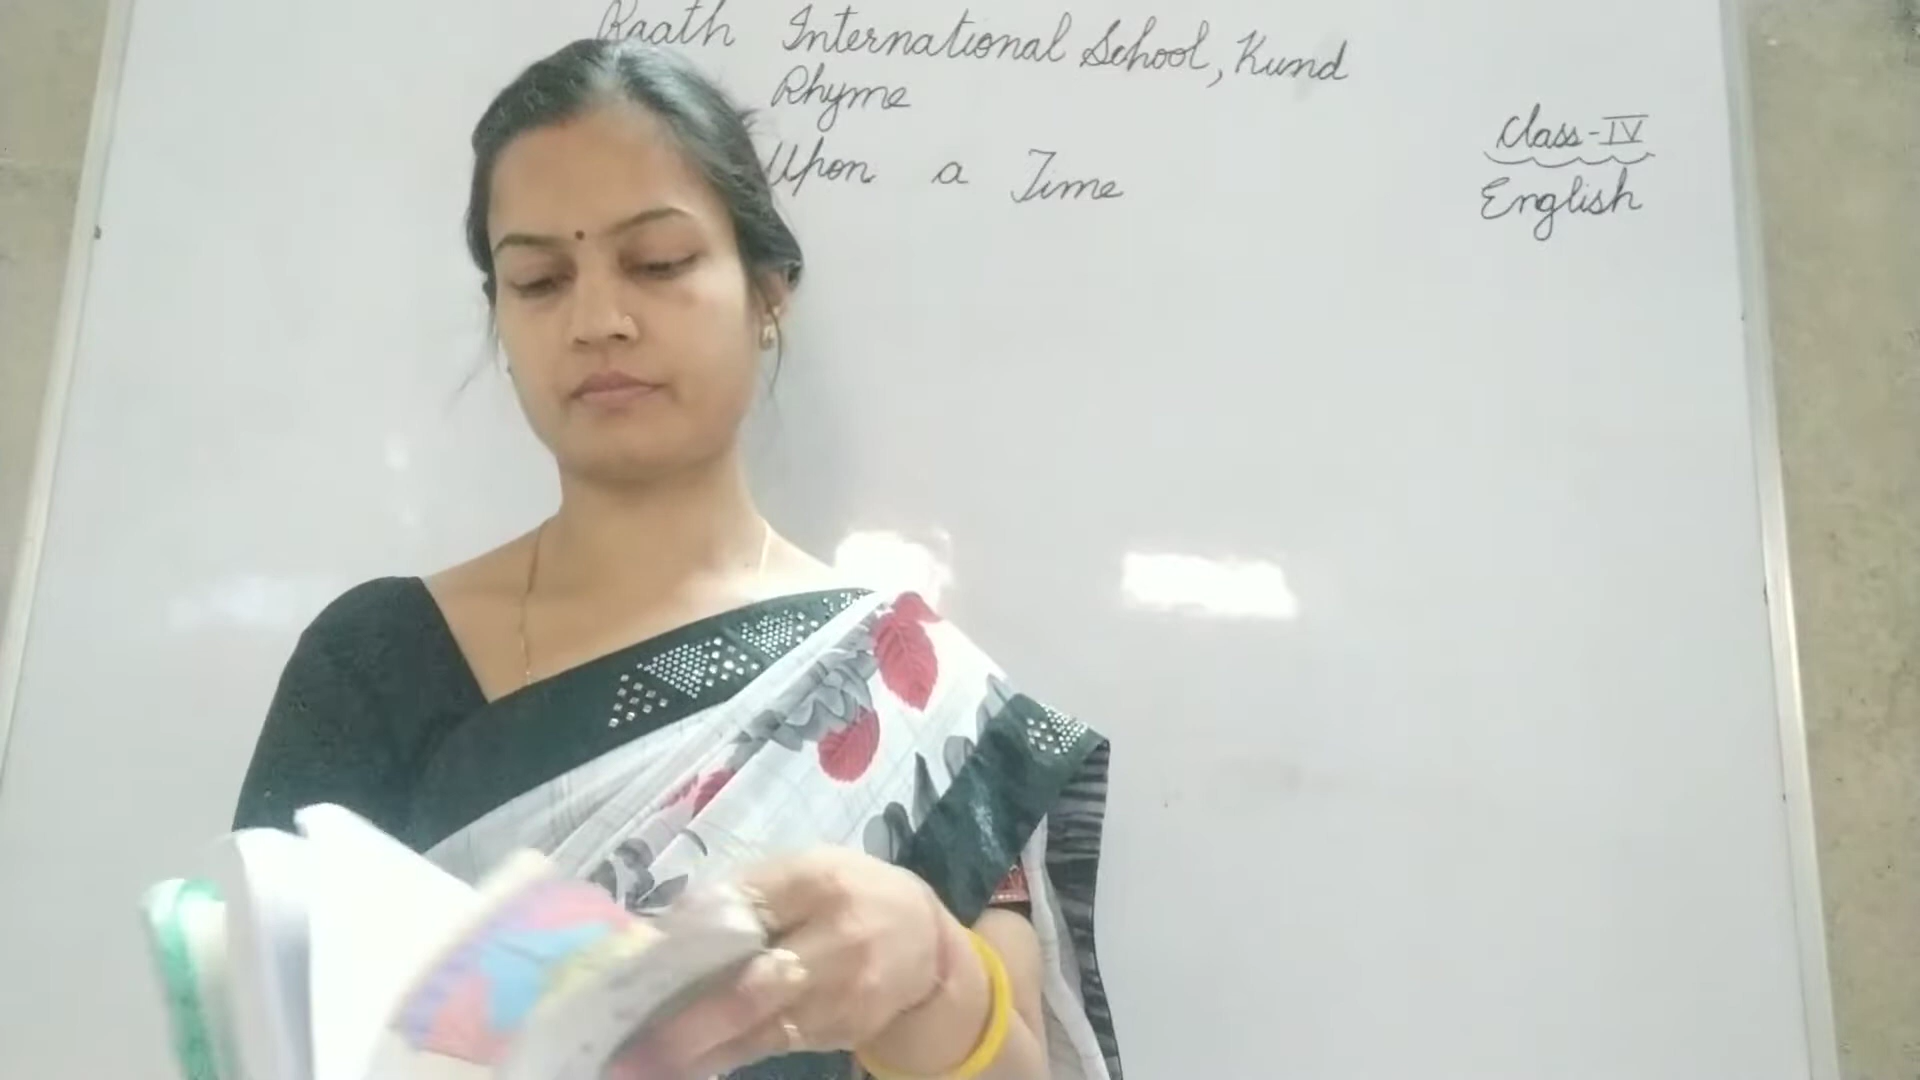 Raath International School, Kund
Rhyme
Upon a Time
Class-IV
English